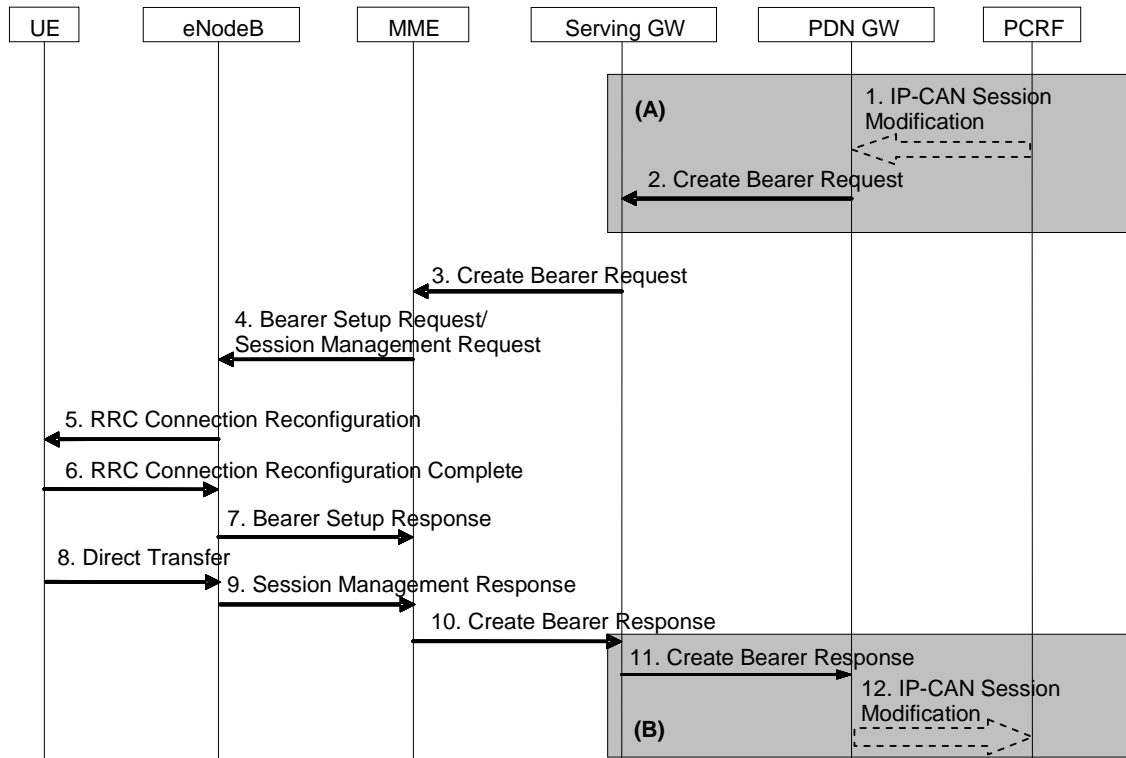 UE
eNodeB
MME
Serving GW
PDN GW
PCRF
(A)
1. IP-CAN Session
Modification
2. Create Bearer Request
3. Create Bearer Request
4. Bearer Setup Request/
Session Management Request
5. RRC Connection Reconfiguration
6. RRC Connection Reconfiguration Complete
7. Bearer Setup Response
8. Direct Transfer
9. Session Management Response
10. Create Bearer Response
11. Create Bearer Response
12. IP-CAN Session
Modification
(B)